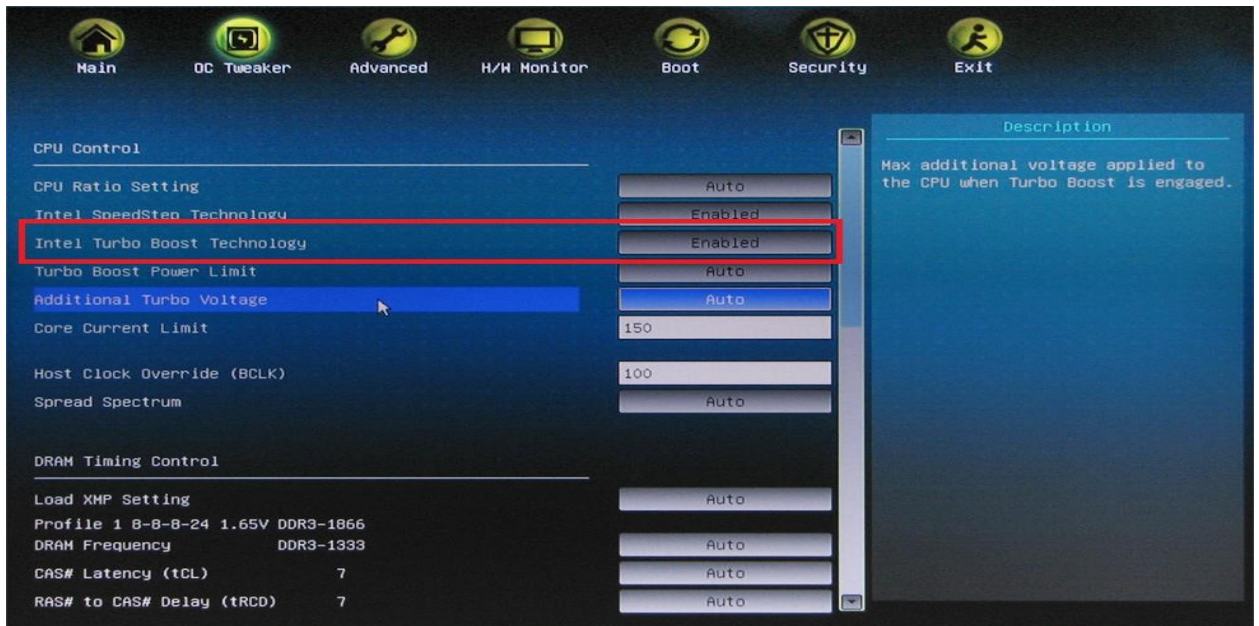 Main OC Tweaker Advanced H/W Monitor Boot Security Exit
CPU Control
CPU Ratio Setting Auto
Intel SpeedStep Technology Enabled
Intel Turbo Boost Technology Enabled
Turbo Boost Power Limit Auto
Additional Turbo Voltage Auto
Core Current Limit 150
Host Clock Override (BCLK) 100
Spread Spectrum Auto
DRAM Timing Control
Load XMP Setting Auto
Profile 1 8-8-8-24 1.65V DDR3-1866
DRAM Frequency DDR3-1333 Auto
CAS# Latency (tCL) 7 Auto
RAS# to CAS# Delay (tRCD) 7 Auto
Description
Max additional voltage applied to
the CPU when Turbo Boost is engaged.